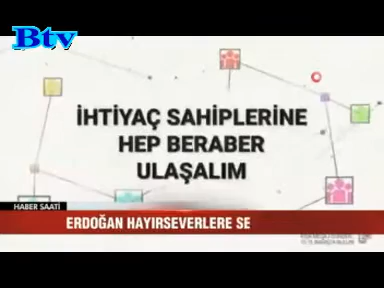 Btv
İHTİYAÇ SAHİPLERİNE
HEP BERABER
ULAŞALIM
HABER SAATİ
ERDOĞAN HAYIRSEVERLERE SE